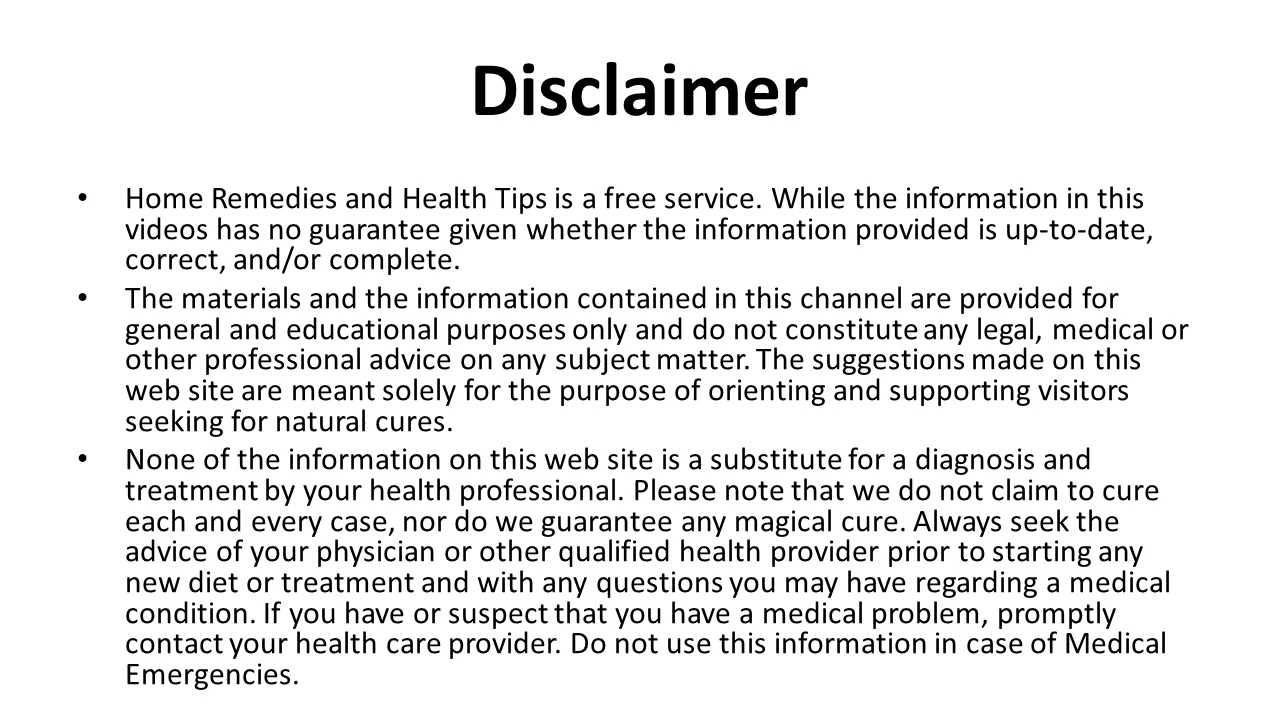 Disclaimer
• Home Remedies and Health Tips is a free service. While the information in this
videos has no guarantee given whether the information provided is up-to-date,
correct, and/or complete.
• The materials and the information contained in this channel are provided for
general and educational purposes only and do not constitute any legal, medical or
other professional advice on any subject matter. The suggestions made on this
web site are meant solely for the purpose of orienting and supporting visitors
seeking for natural cures.
• None of the information on this web site is a substitute for a diagnosis and
treatment by your health professional. Please note that we do not claim to cure
each and every case, nor do we guarantee any magical cure. Always seek the
advice of your physician or other qualified health provider prior to starting any
new diet or treatment and with any questions you may have regarding a medical
condition. If you have or suspect that you have a medical problem, promptly
contact your health care provider. Do not use this information in case of Medical
Emergencies.